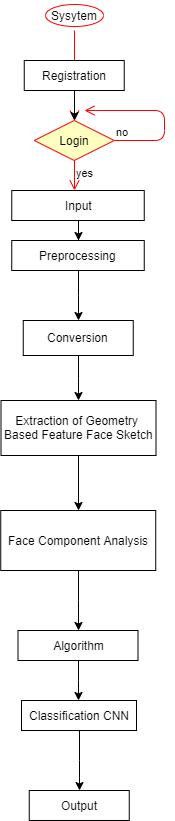 Sysytem
Registration
Login
no
yes
Input
Preprocessing
Conversion
Extraction of Geometry
Based Feature Face Sketch
Face Component Analysis
Algorithm
Classification CNN
Output